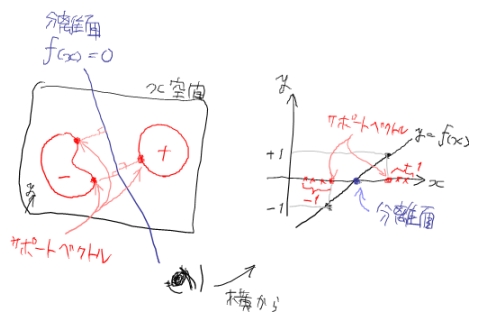 分離面
f(x)=0
x空間
+
-
y
サポートベクトル
横から
y
サポートベクトル
y=f(x)
+1
+1
x
-1
-1
分離面